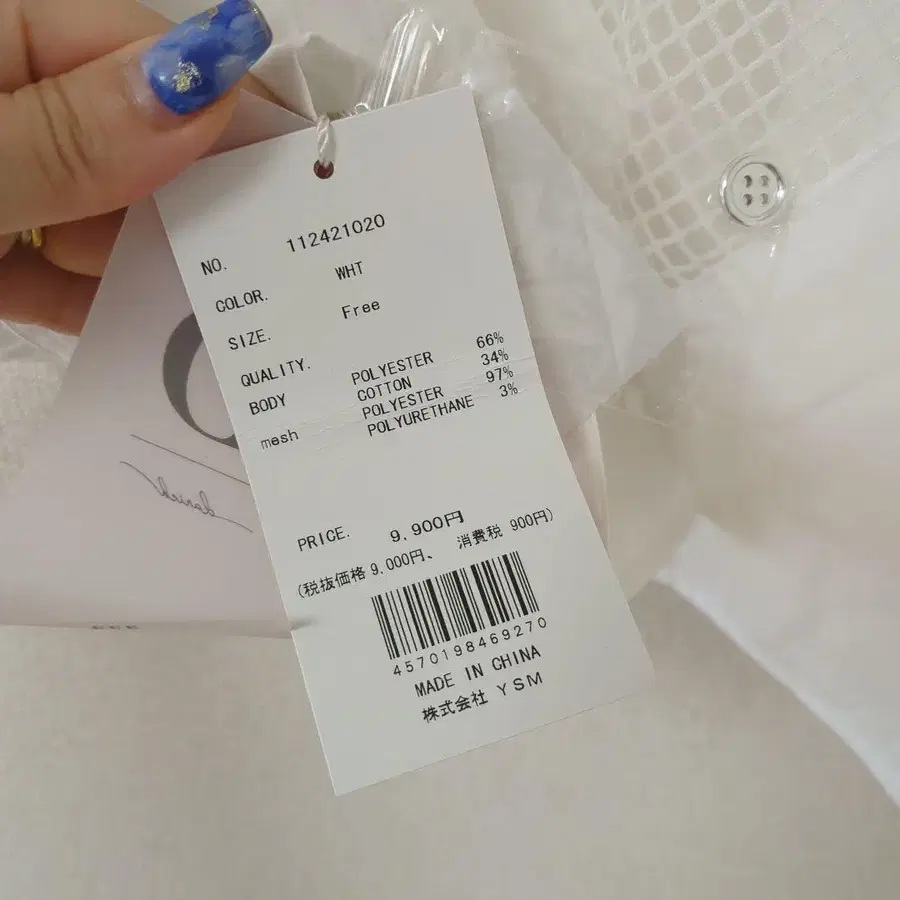 NO. 112421020
COLOR. WHT
SIZE. Free
QUALITY.
BODY POLYESTER 66%
COTTON 34%
mesh POLYESTER 97%
POLYURETHANE 3%
PRICE. 9,900円
(税抜価格 9,000円、 消費税 900円)
4570198469270
MADE IN CHINA
株式会社 YSM